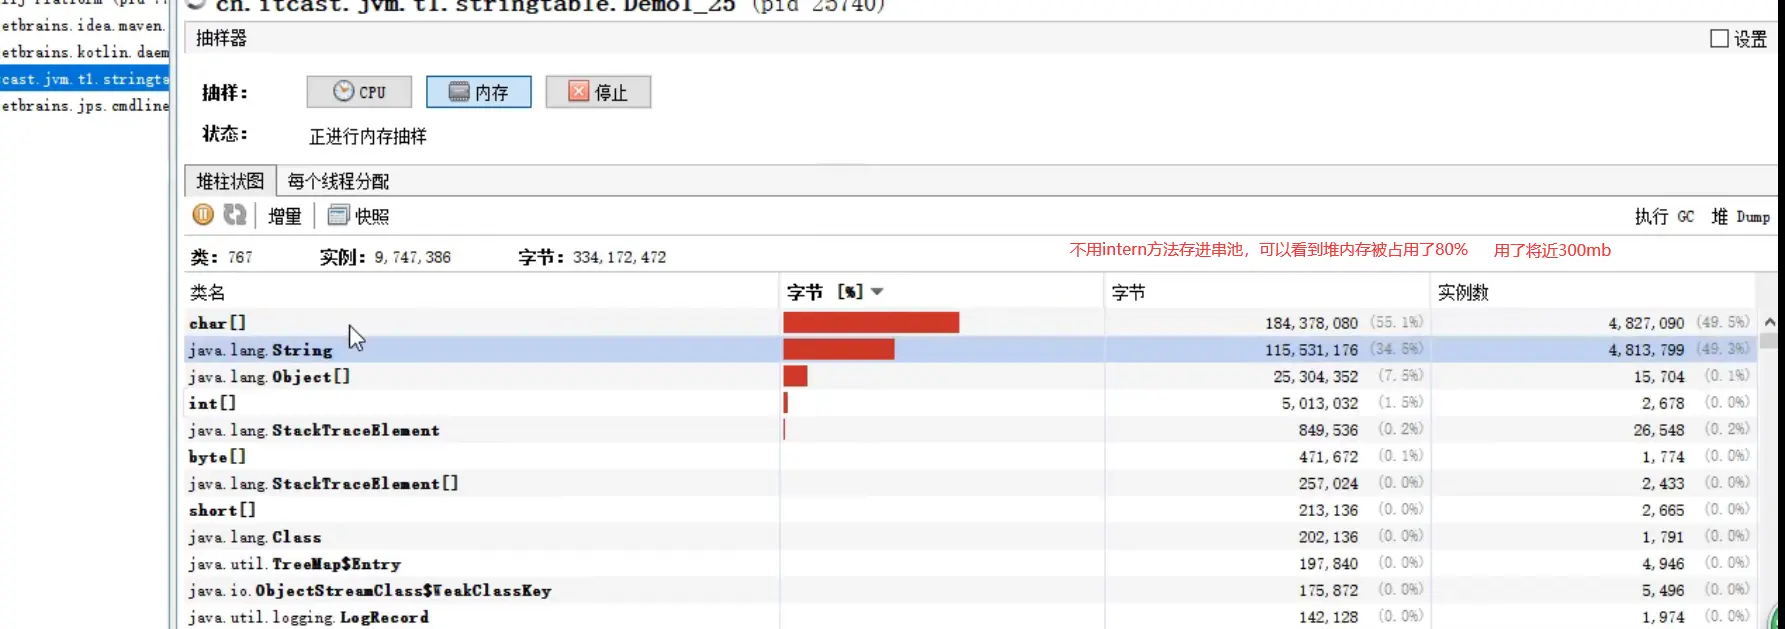 cn.itcast.jvm.t1.stringtable.Demo1_25 (pid 25740)
etbrains.idea.maven.
etbrains.kotlin.daem
cast.jvm.t1.stringta
etbrains.jps.cmdline
抽样器
设置
抽样：
CPU
内存
停止
状态：
正进行内存抽样
堆柱状图 每个线程分配
增量 快照
执行 GC 堆 Dump
类：767 实例：9,747,386 字节：334,172,472
不用intern方法存进串池，可以看到堆内存被占用了80% 用了将近300mb
类名 字节 [%] 字节 实例数
char[] 184,378,080 (55.1%) 4,827,090 (49.5%)
java.lang.String 115,531,176 (34.6%) 4,813,799 (49.3%)
java.lang.Object[] 25,304,352 (7.5%) 15,704 (0.1%)
int[] 5,013,032 (1.5%) 2,678 (0.0%)
java.lang.StackTraceElement 849,536 (0.2%) 26,548 (0.2%)
byte[] 471,672 (0.1%) 1,774 (0.0%)
java.lang.StackTraceElement[] 257,024 (0.0%) 2,433 (0.0%)
short[] 213,136 (0.0%) 2,665 (0.0%)
java.lang.Class 202,136 (0.0%) 1,791 (0.0%)
java.util.TreeMap$Entry 197,840 (0.0%) 4,946 (0.0%)
java.io.ObjectStreamClass$WeakClassKey 175,872 (0.0%) 5,496 (0.0%)
java.util.logging.LogRecord 142,128 (0.0%) 1,974 (0.0%)